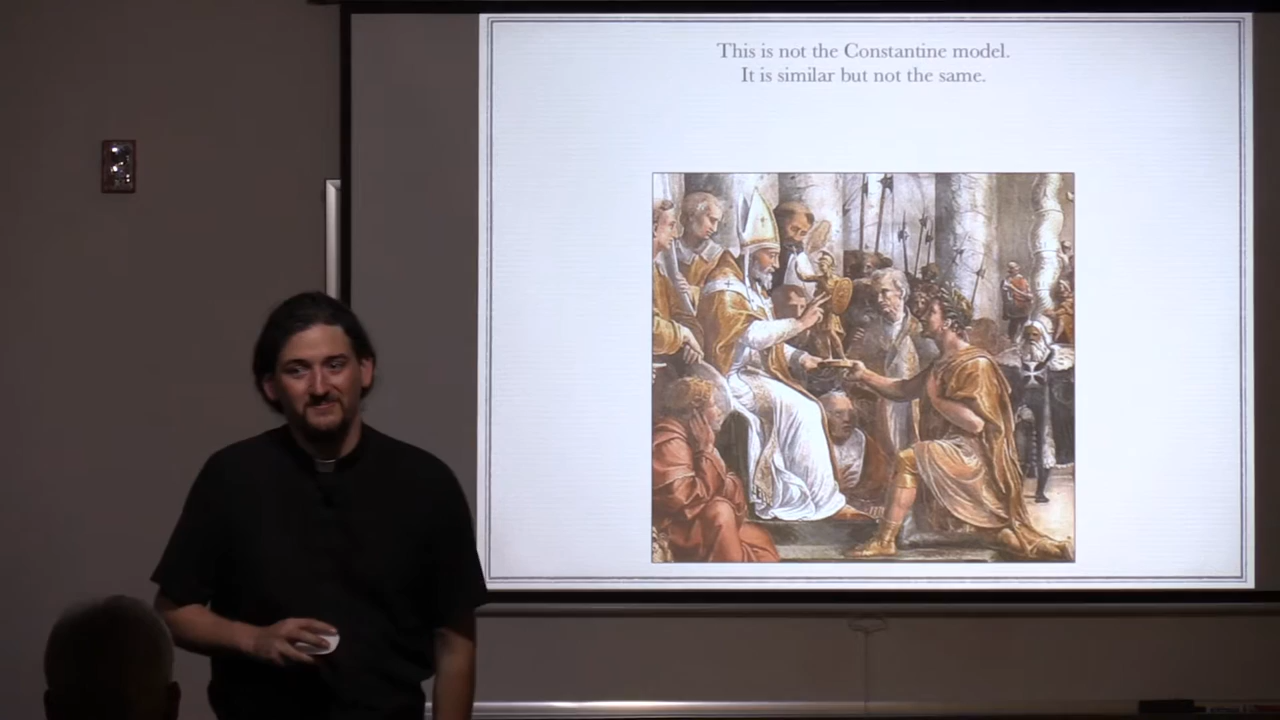 This is not the Constantine model.
It is similar but not the same.